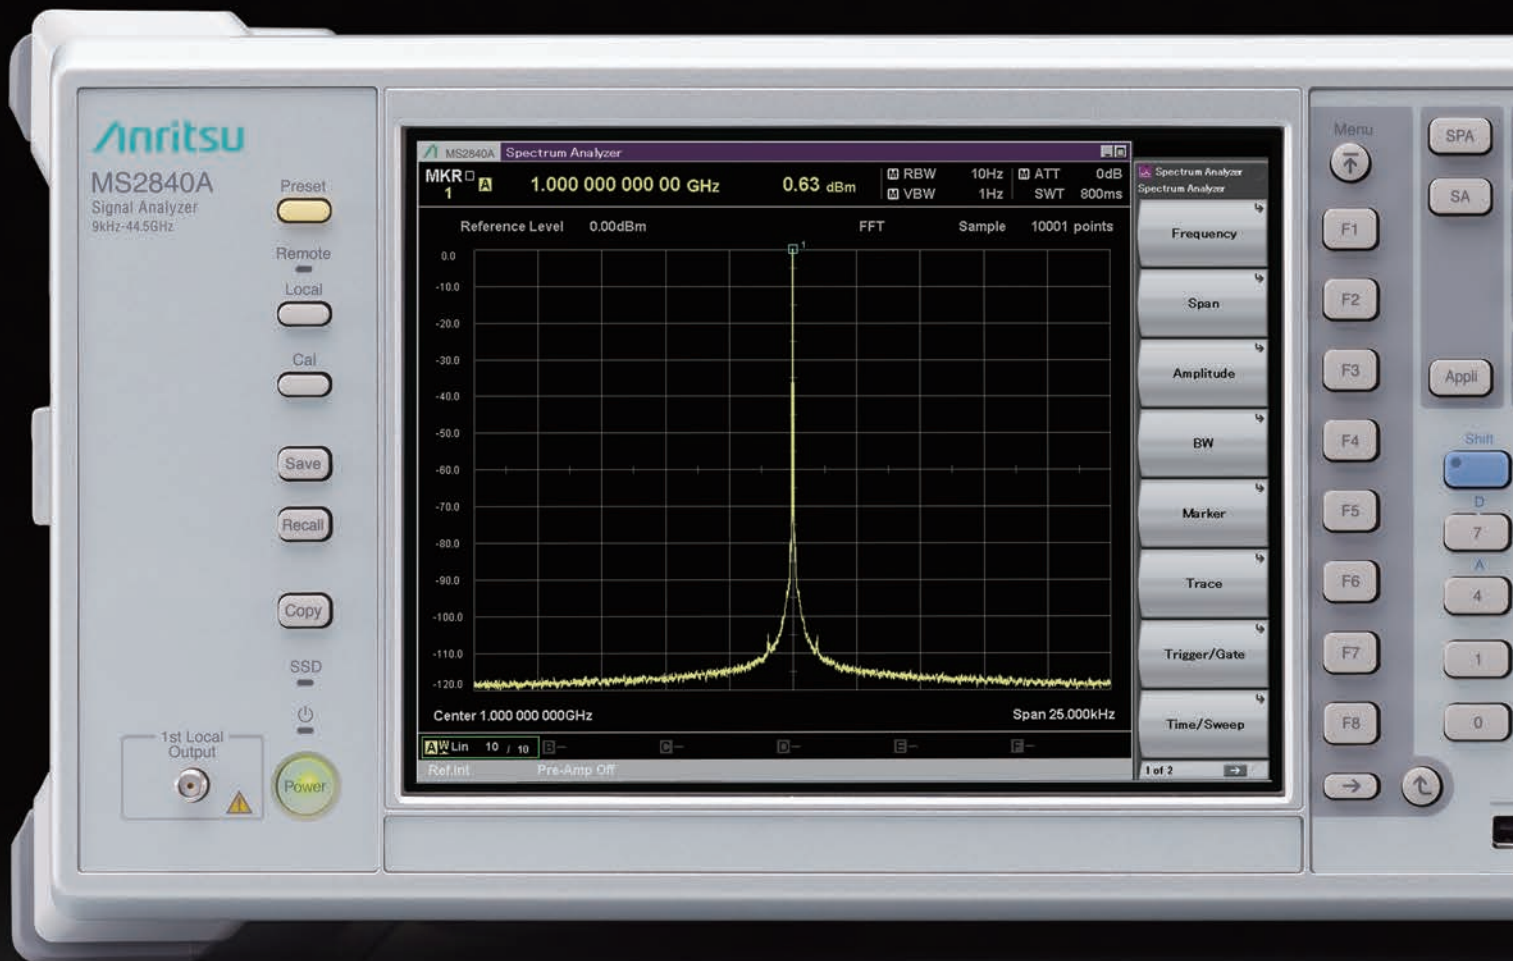 Anritsu
MS2840A
Signal Analyzer
9kHz-44.5GHz
Preset
Remote
Local
Cal
Save
Recall
Copy
SSD
1st Local
Output
Power
MS2840A Spectrum Analyzer
MKR 1 A 1.000 000 000 00 GHz 0.63 dBm
M RBW 10Hz M ATT 0dB
M VBW 1Hz SWT 800ms
Reference Level 0.00dBm FFT Sample 10001 points
1
0.0
-10.0
-20.0
-30.0
-40.0
-50.0
-60.0
-70.0
-80.0
-90.0
-100.0
-110.0
-120.0
Center 1.000 000 000GHz Span 25.000kHz
A W Lin 10 / 10 B- C- D- E- F-
Ref.Int Pre-Amp Off
Spectrum Analyzer
Spectrum Analyzer
Frequency
Span
Amplitude
BW
Marker
Trace
Trigger/Gate
Time/Sweep
1 of 2
Menu
F1
F2
F3
F4
F5
F6
F7
F8
SPA
SA
Appli
Shift
D
7
A
4
1
0